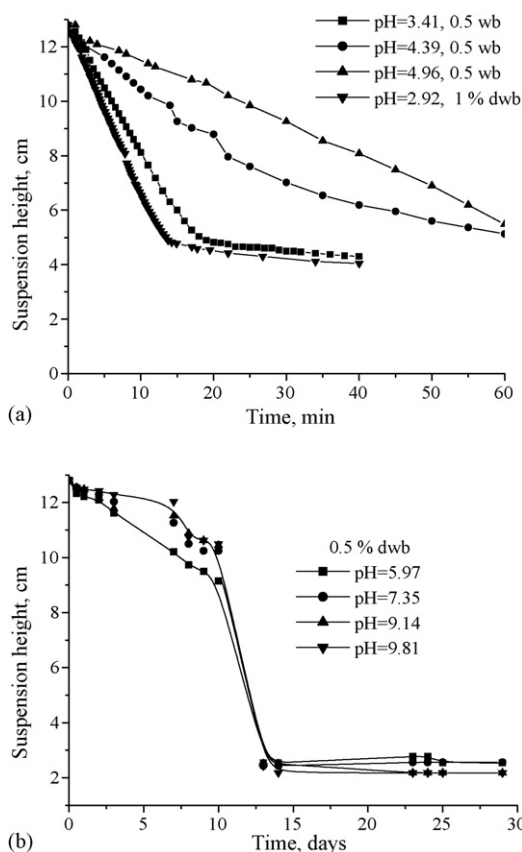 14
12
10
8
6
4
2
0
Suspension height, cm
pH=3.41, 0.5 wb
pH=4.39, 0.5 wb
pH=4.96, 0.5 wb
pH=2.92, 1 % dwb
0 10 20 30 40 50 60
(a) Time, min
12
10
8
6
4
2
Suspension height, cm
0.5 % dwb
pH=5.97
pH=7.35
pH=9.14
pH=9.81
0 5 10 15 20 25 30
(b) Time, days